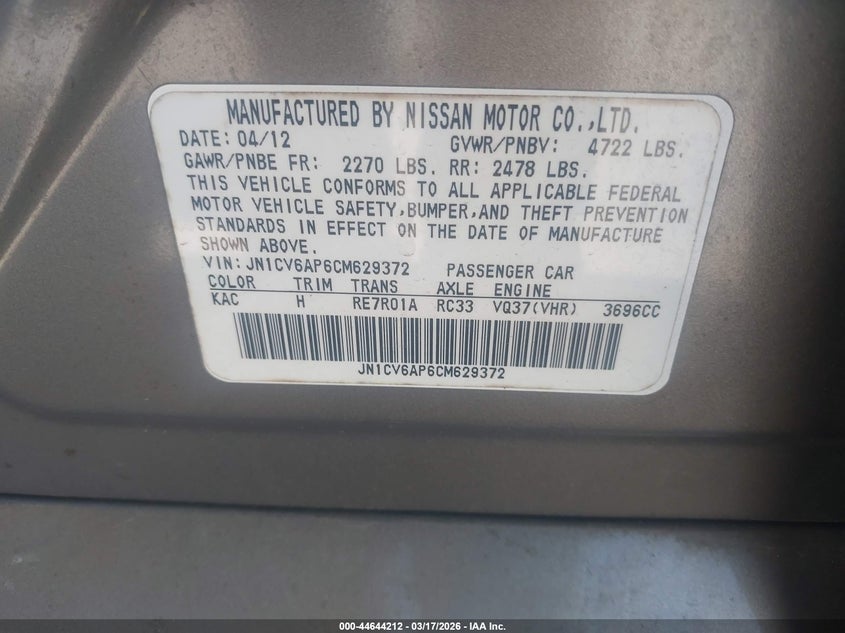 MANUFACTURED BY NISSAN MOTOR CO.,LTD.
DATE: 04/12 GVWR/PNBV: 4722 LBS.
GAWR/PNBE FR: 2270 LBS. RR: 2478 LBS.
THIS VEHICLE CONFORMS TO ALL APPLICABLE FEDERAL
MOTOR VEHICLE SAFETY,BUMPER,AND THEFT PREVENTION
STANDARDS IN EFFECT ON THE DATE OF MANUFACTURE
SHOWN ABOVE.
VIN: JN1CV6AP6CM629372 PASSENGER CAR
COLOR TRIM TRANS AXLE ENGINE
KAC H RE7R01A RC33 VQ37(VHR) 3696CC
JN1CV6AP6CM629372
000-44644212 - 03/17/2026 - IAA Inc.